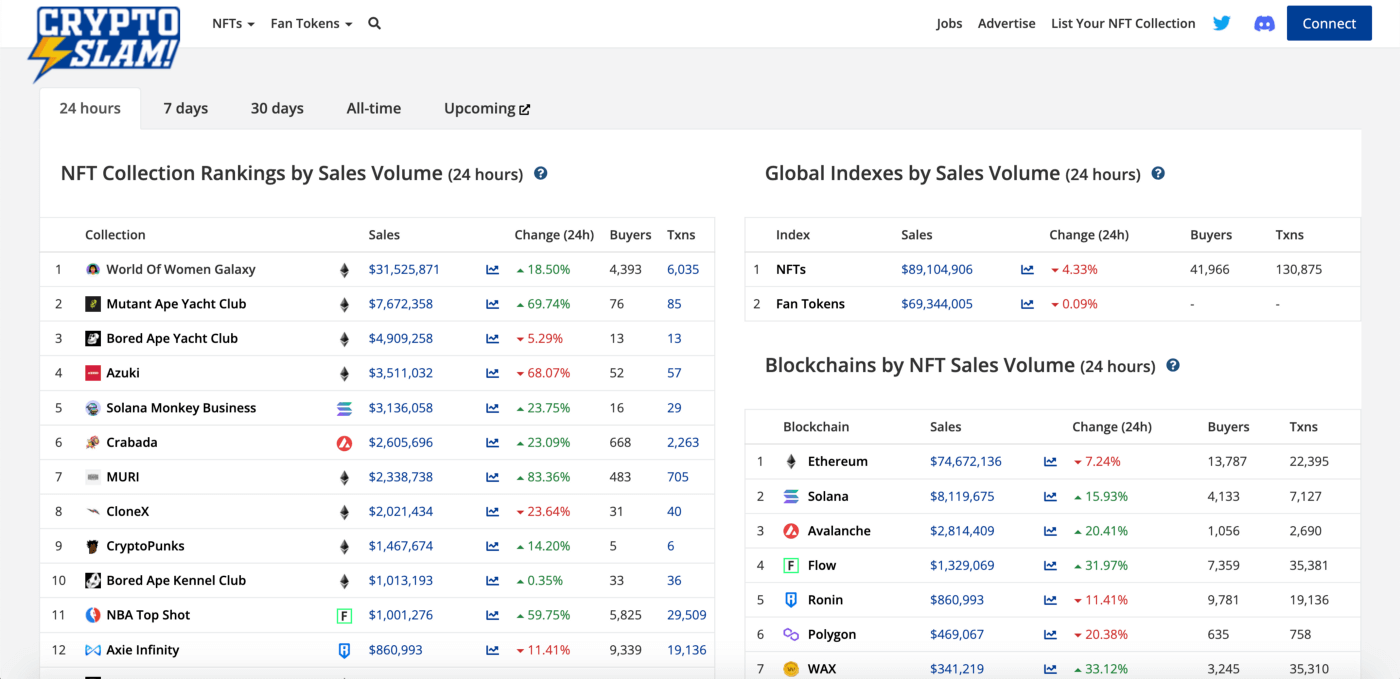 CRYPTO
SLAM!
NFTs Fan Tokens
Jobs Advertise List Your NFT Collection Connect
24 hours 7 days 30 days All-time Upcoming
NFT Collection Rankings by Sales Volume (24 hours) ?
Collection Sales Change (24h) Buyers Txns
1 World Of Women Galaxy $31,525,871 18.50% 4,393 6,035
2 Mutant Ape Yacht Club $7,672,358 69.74% 76 85
3 Bored Ape Yacht Club $4,909,258 5.29% 13 13
4 Azuki $3,511,032 68.07% 52 57
5 Solana Monkey Business $3,136,058 23.75% 16 29
6 Crabada $2,605,696 23.09% 668 2,263
7 MURI $2,338,738 83.36% 483 705
8 CloneX $2,021,434 23.64% 31 40
9 CryptoPunks $1,467,674 14.20% 5 6
10 Bored Ape Kennel Club $1,013,193 0.35% 33 36
11 NBA Top Shot F $1,001,276 59.75% 5,825 29,509
12 Axie Infinity $860,993 11.41% 9,339 19,136
Global Indexes by Sales Volume (24 hours) ?
Index Sales Change (24h) Buyers Txns
1 NFTs $89,104,906 4.33% 41,966 130,875
2 Fan Tokens $69,344,005 0.09% - -
Blockchains by NFT Sales Volume (24 hours) ?
Blockchain Sales Change (24h) Buyers Txns
1 Ethereum $74,672,136 7.24% 13,787 22,395
2 Solana $8,119,675 15.93% 4,133 7,127
3 Avalanche $2,814,409 20.41% 1,056 2,690
4 F Flow $1,329,069 31.97% 7,359 35,381
5 Ronin $860,993 11.41% 9,781 19,136
6 Polygon $469,067 20.38% 635 758
7 WAX $341,219 33.12% 3,245 35,310